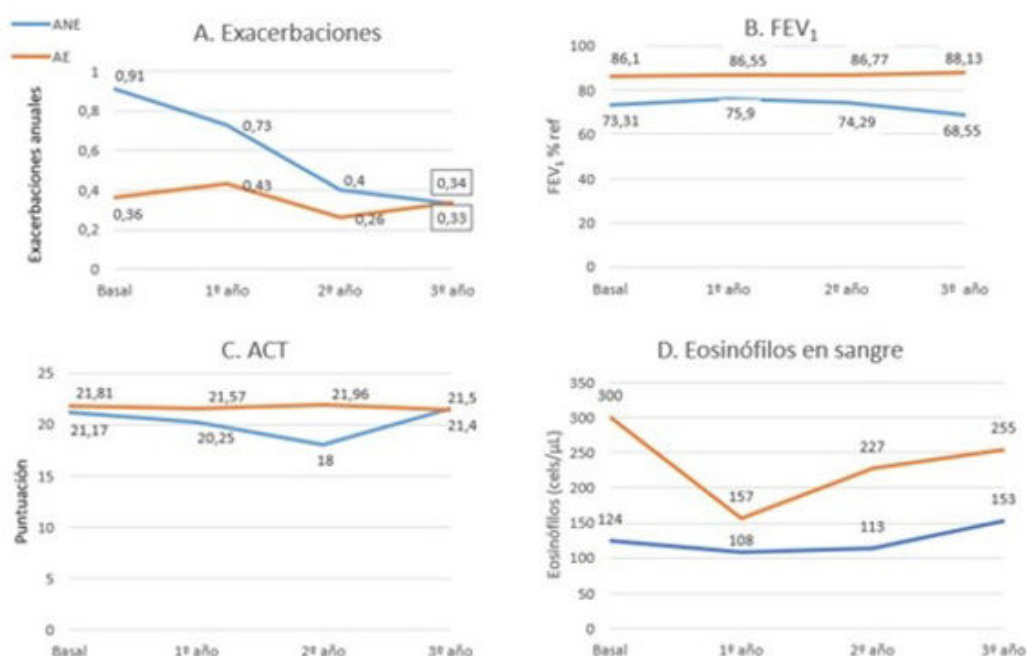 ANE
AE
A. Exacerbaciones
Exacerbaciones anuales
1
0,8
0,6
0,4
0,2
0
0,91
0,73
0,4
0,34
0,36
0,43
0,26
0,33
Basal
1º año
2º año
3º año
B. FEV₁
FEV₁ % ref
100
80
60
40
20
0
86,1
86,55
86,77
88,13
73,31
75,9
74,29
68,55
Basal
1º año
2º año
3º año
C. ACT
Puntuación
25
20
15
10
5
0
21,81
21,57
21,96
21,5
21,17
20,25
18
21,4
Basal
1º año
2º año
3º año
D. Eosinófilos en sangre
Eosinófilos (cels/µL)
350
300
250
200
150
100
50
0
300
157
227
255
124
108
113
153
Basal
1º año
2º año
3º año